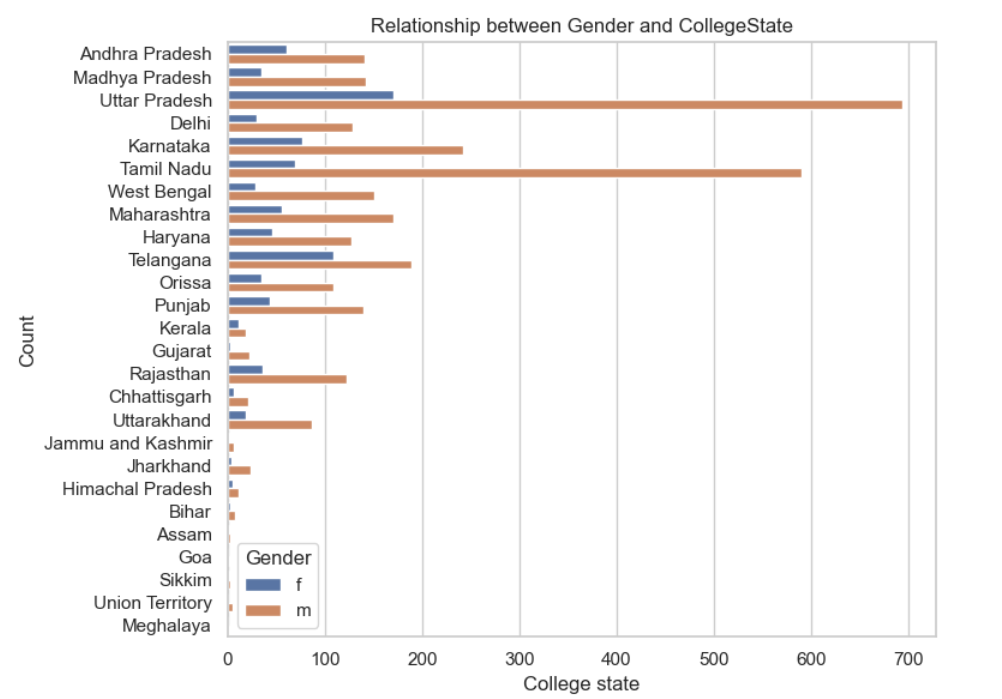 Relationship between Gender and CollegeState
Andhra Pradesh
Madhya Pradesh
Uttar Pradesh
Delhi
Karnataka
Tamil Nadu
West Bengal
Maharashtra
Haryana
Telangana
Orissa
Punjab
Kerala
Gujarat
Rajasthan
Chhattisgarh
Uttarakhand
Jammu and Kashmir
Jharkhand
Himachal Pradesh
Bihar
Assam
Goa
Sikkim
Union Territory
Meghalaya
Count
Gender
f
m
0 100 200 300 400 500 600 700
College state